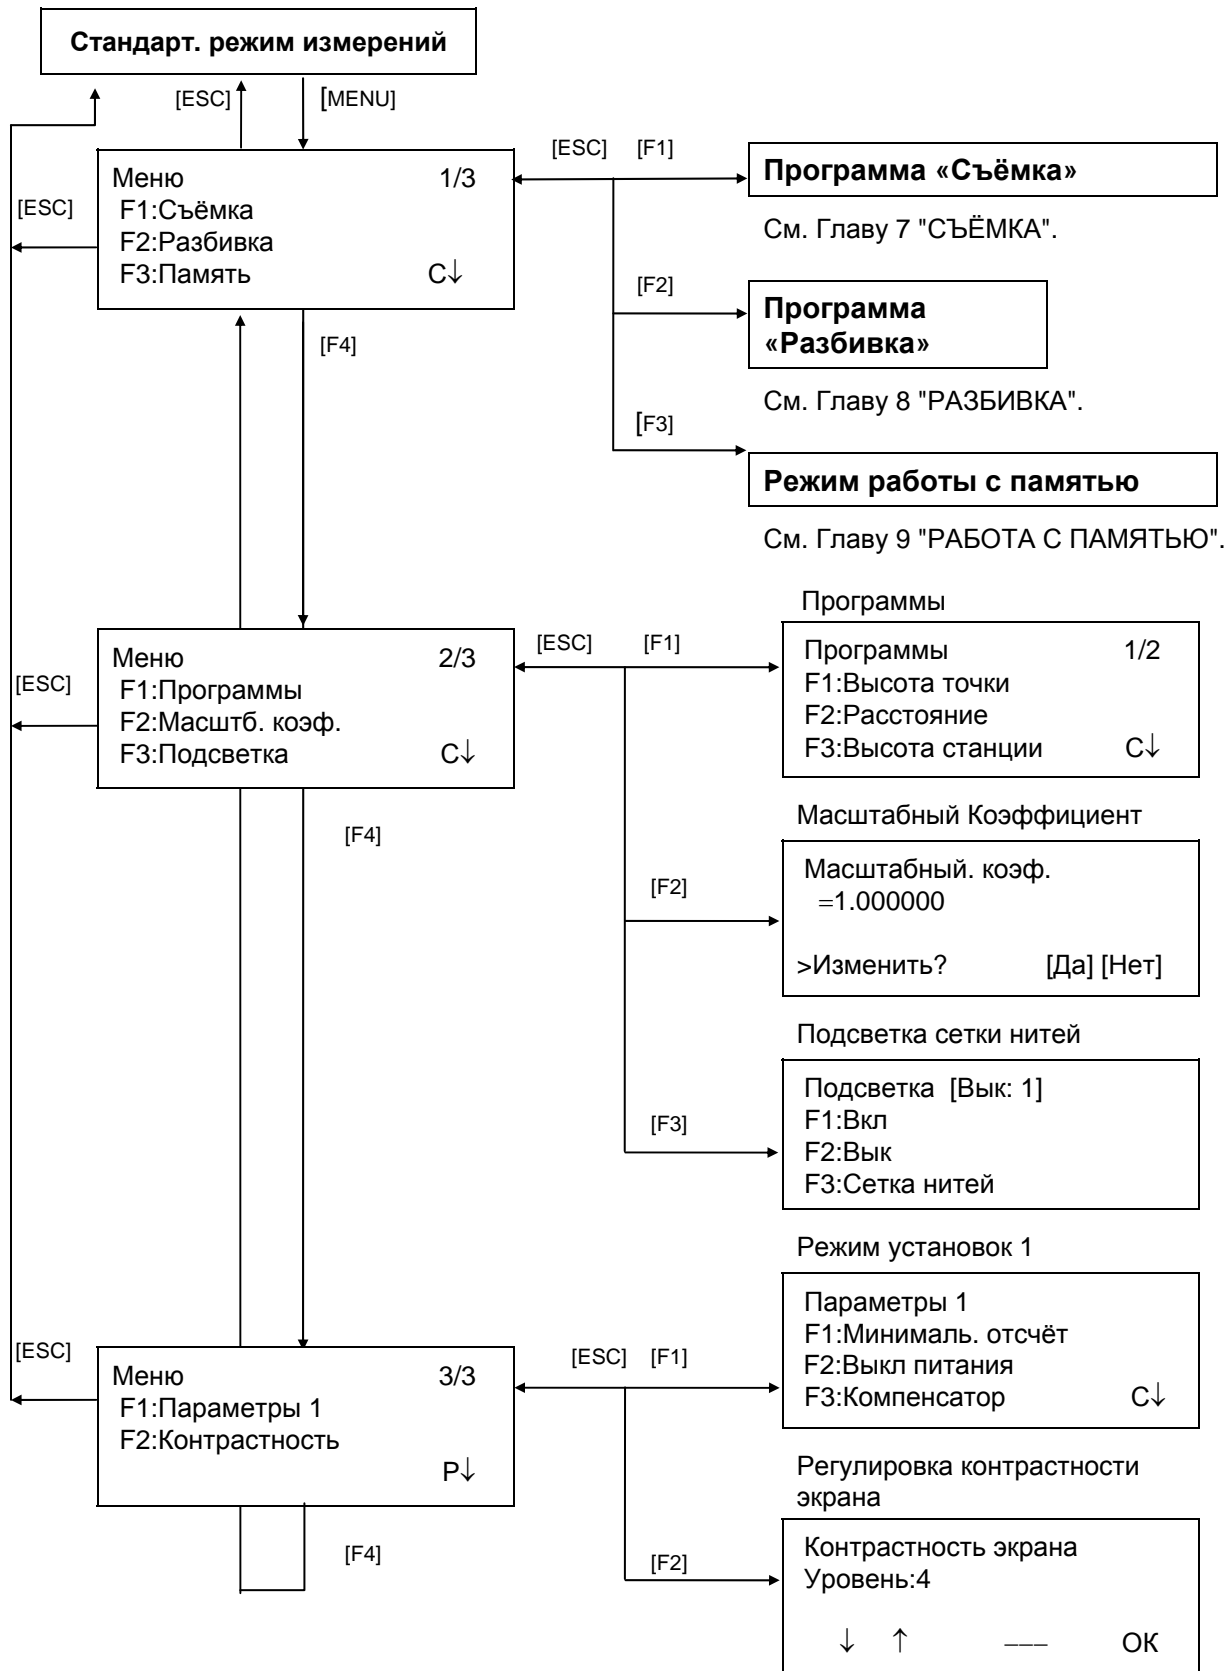 Стандарт. режим измерений
[ESC]
[MENU]
[ESC]
Меню 1/3
F1:Съёмка
F2:Разбивка
F3:Память С↓
[ESC] [F1]
Программа «Съёмка»
См. Главу 7 "СЪЁМКА".
[F2]
Программа
«Разбивка»
См. Главу 8 "РАЗБИВКА".
[F3]
Режим работы с памятью
См. Главу 9 "РАБОТА С ПАМЯТЬЮ".
[F4]
[ESC]
Меню 2/3
F1:Программы
F2:Масштб. коэф.
F3:Подсветка С↓
[ESC] [F1]
Программы
Программы 1/2
F1:Высота точки
F2:Расстояние
F3:Высота станции С↓
[F2]
Масштабный Коэффициент
Масштабный. коэф.
=1.000000
>Изменить? [Да] [Нет]
[F3]
Подсветка сетки нитей
Подсветка [Вык: 1]
F1:Вкл
F2:Вык
F3:Сетка нитей
[F4]
[ESC]
Меню 3/3
F1:Параметры 1
F2:Контрастность
Р↓
[ESC] [F1]
Режим установок 1
Параметры 1
F1:Минималь. отсчёт
F2:Выкл питания
F3:Компенсатор С↓
[F2]
Регулировка контрастности
экрана
Контрастность экрана
Уровень:4
↓ ↑ ––– ОК
[F4]